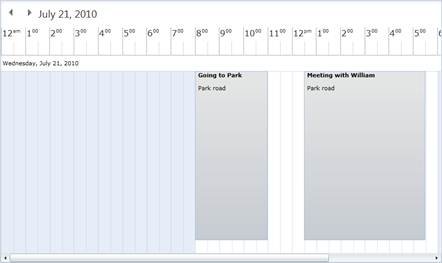 July 21, 2010
12 am 1 00 2 00 3 00 4 00 5 00 6 00 7 00 8 00 9 00 10 00 11 00 12 pm 1 00 2 00 3 00 4 00 5 00 6
Wednesday, July 21, 2010
Going to Park Meeting with William
Park road Park road